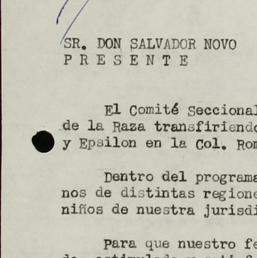 SR. DON SALVADOR NOVO
P R E S E N T E
El Comité Seccional
de la Raza transfiriendo
y Epsilon en la Col. Rom
Dentro del programa
nos de distintas regione
niños de nuestra jurisdi
Para que nuestro fe